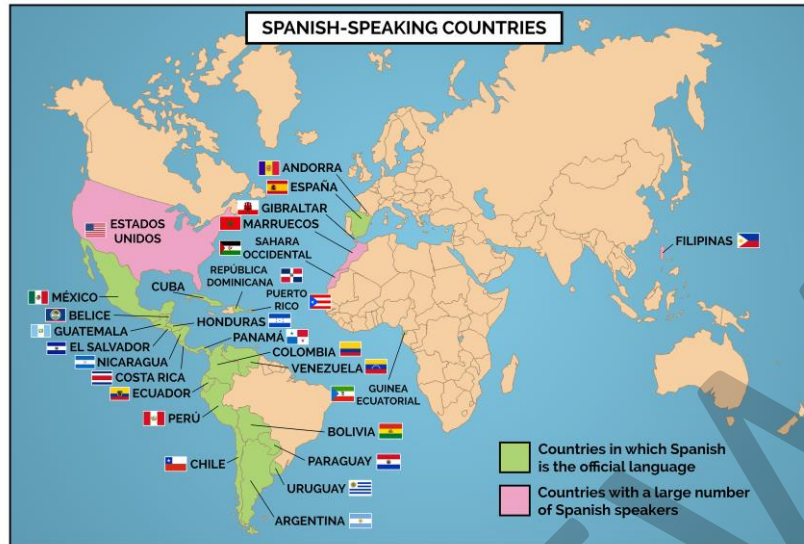 SPANISH-SPEAKING COUNTRIES
ANDORRA
ESPAÑA
GIBRALTAR
MARRUECOS
SAHARA
OCCIDENTAL
ESTADOS
UNIDOS
FILIPINAS
REPÚBLICA
DOMINICANA
CUBA
PUERTO
RICO
MÉXICO
BELICE
GUATEMALA
HONDURAS
EL SALVADOR
PANAMÁ
NICARAGUA
COLOMBIA
COSTA RICA
VENEZUELA
ECUADOR
GUINEA
ECUATORIAL
PERÚ
BOLIVIA
CHILE
PARAGUAY
URUGUAY
ARGENTINA
Countries in which Spanish
is the official language
Countries with a large number
of Spanish speakers